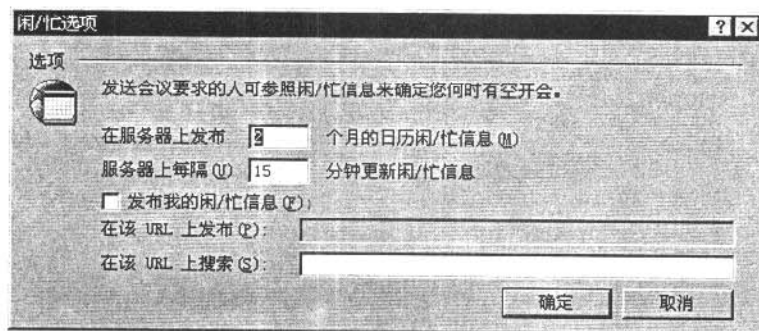 闲/忙选项
选项
发送会议要求的人可参照闲/忙信息来确定您何时有空开会。
在服务器上发布 2 个月的日历闲/忙信息(M)
服务器上每隔(U) 15 分钟更新闲/忙信息
发布我的闲/忙信息(F):
在该 URL 上发布(P):
在该 URL 上搜索(S):
确定 取消